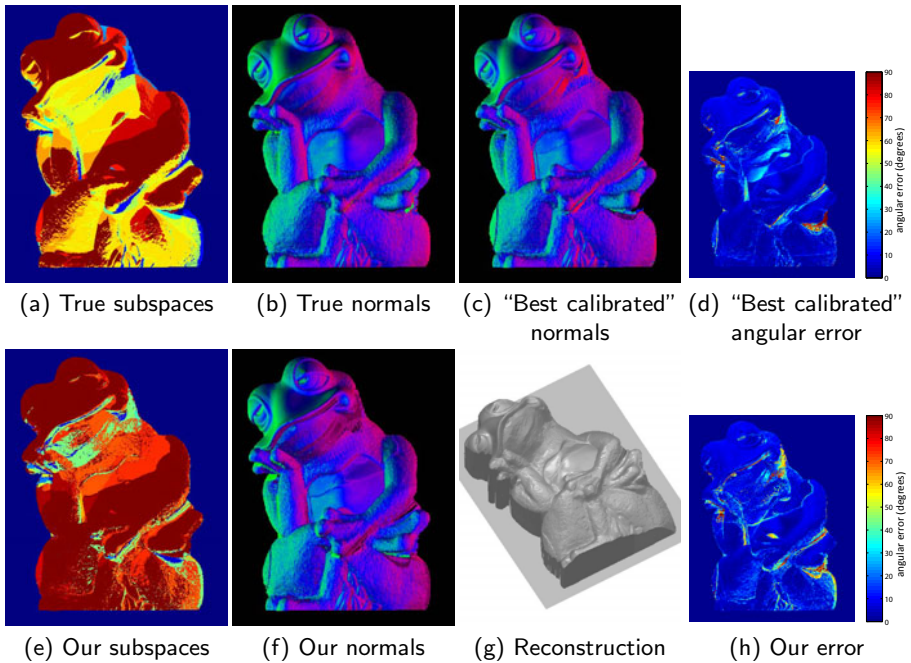 90
80
70
60
50
40
30
20
10
0
angular error (degrees)
(a) True subspaces
(b) True normals
(c) “Best calibrated”
normals
(d) “Best calibrated”
angular error
90
80
70
60
50
40
30
20
10
0
angular error (degrees)
(e) Our subspaces
(f) Our normals
(g) Reconstruction
(h) Our error